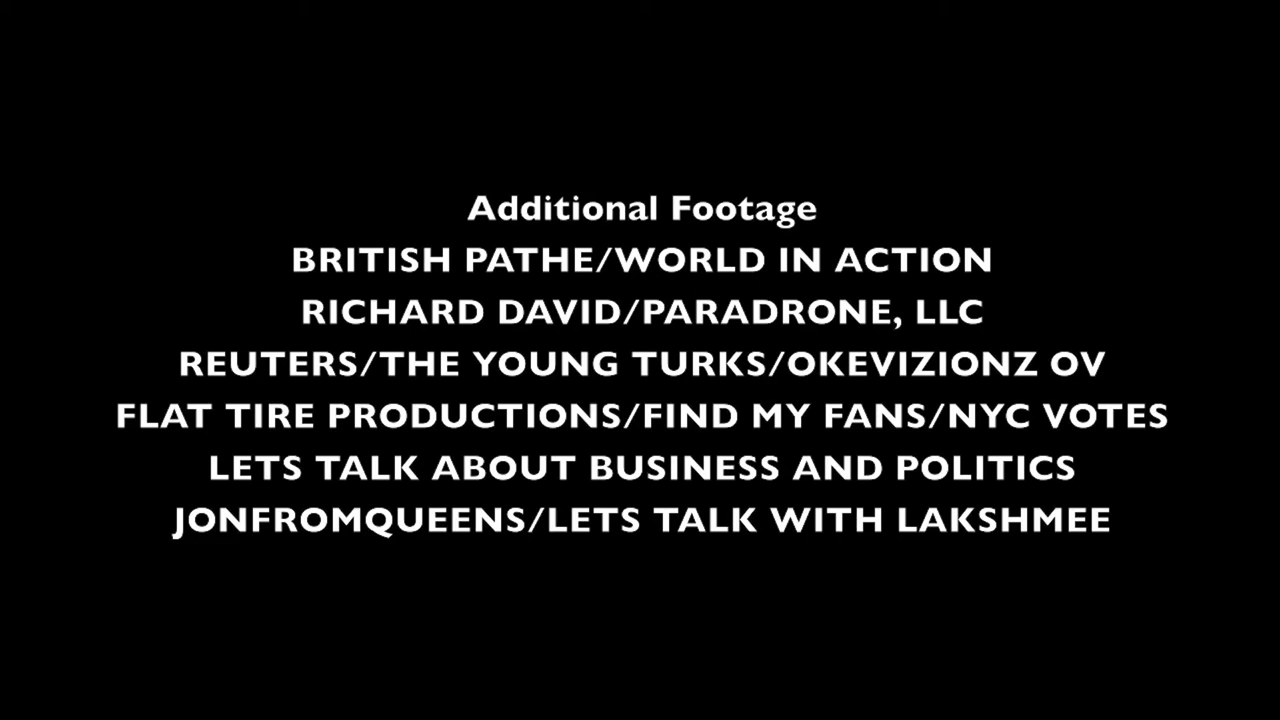 Additional Footage
BRITISH PATHE/WORLD IN ACTION
RICHARD DAVID/PARADRONE, LLC
REUTERS/THE YOUNG TURKS/OKEVIZIONZ OV
FLAT TIRE PRODUCTIONS/FIND MY FANS/NYC VOTES
LETS TALK ABOUT BUSINESS AND POLITICS
JONFROMQUEENS/LETS TALK WITH LAKSHMEE